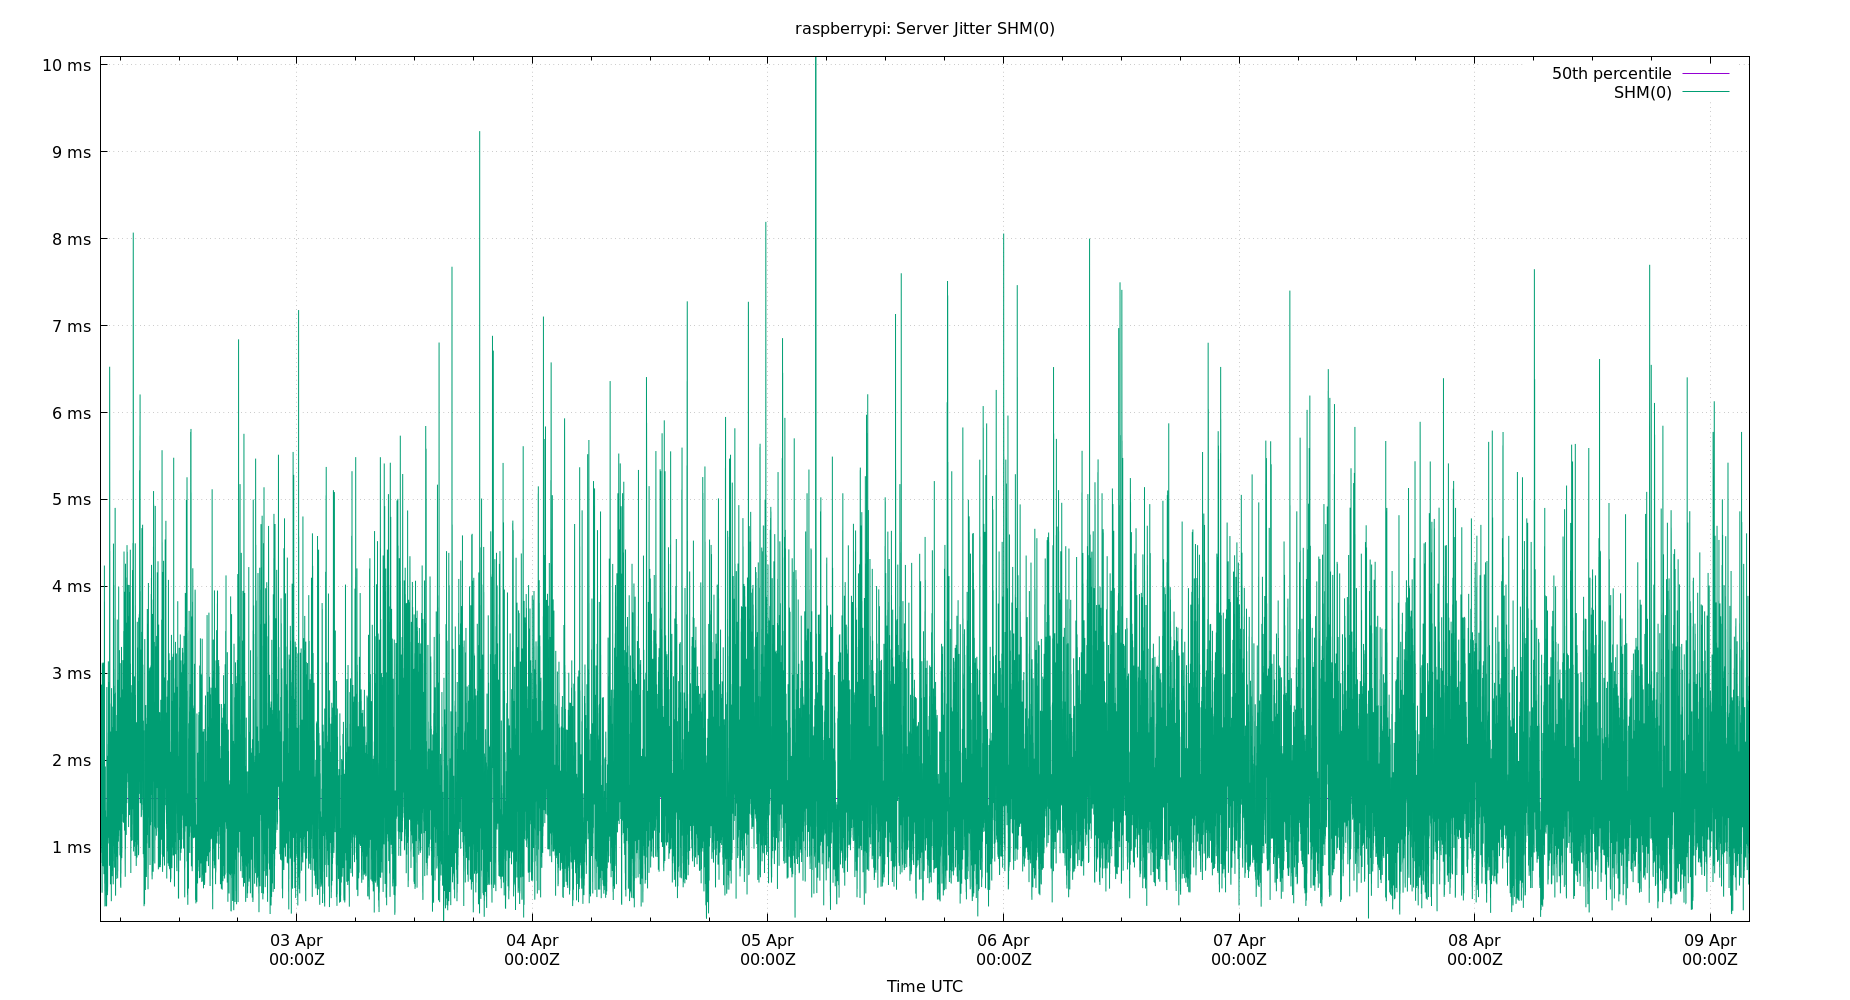 raspberrypi: Server Jitter SHM(0)
10 ms
9 ms
8 ms
7 ms
6 ms
5 ms
4 ms
3 ms
2 ms
1 ms
50th percentile
SHM(0)
03 Apr
00:00Z
04 Apr
00:00Z
05 Apr
00:00Z
06 Apr
00:00Z
07 Apr
00:00Z
08 Apr
00:00Z
09 Apr
00:00Z
Time UTC